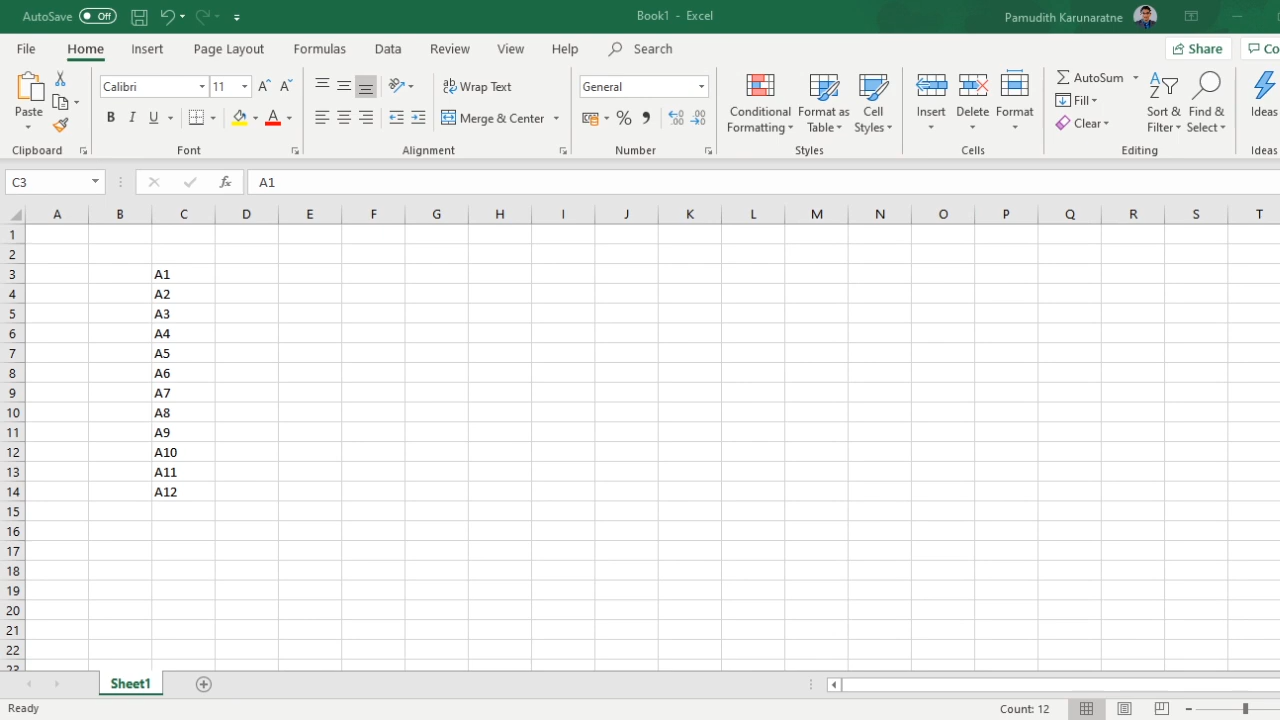 AutoSave Off Book1 - Excel Pamudith Karunaratne
File Home Insert Page Layout Formulas Data Review View Help Search Share Co
Paste Calibri 11 Wrap Text General Conditional Formatting Format as Table Cell Styles Insert Delete Format AutoSum Sort & Filter Find & Select Ideas
B I U A Merge & Center % Fill Clear
Clipboard Font Alignment Number Styles Cells Editing Ideas
C3 fx A1
A B C D E F G H I J K L M N O P Q R S T
1
2
3 A1
4 A2
5 A3
6 A4
7 A5
8 A6
9 A7
10 A8
11 A9
12 A10
13 A11
14 A12
15
16
17
18
19
20
21
22
23
Sheet1
Ready Count: 12